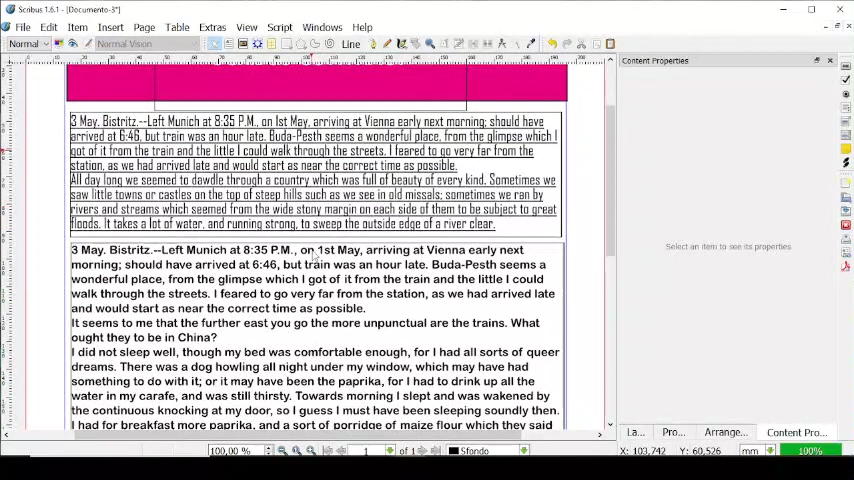 Scribus 1.6.1 - [Documento-3*]
File Edit Item Insert Page Table Extras View Script Windows Help
Normal Normal Vision Line
3 May. Bistritz.--Left Munich at 8:35 P.M., on 1st May, arriving at Vienna early next morning; should have
arrived at 6:46, but train was an hour late. Buda-Pesth seems a wonderful place, from the glimpse which I
got of it from the train and the little I could walk through the streets. I feared to go very far from the
station, as we had arrived late and would start as near the correct time as possible.
All day long we seemed to dawdle through a country which was full of beauty of every kind. Sometimes we
saw little towns or castles on the top of steep hills such as we see in old missals; sometimes we ran by
rivers and streams which seemed from the wide stony margin on each side of them to be subject to great
floods. It takes a lot of water, and running strong, to sweep the outside edge of a river clear.
3 May. Bistritz.--Left Munich at 8:35 P.M., on 1st May, arriving at Vienna early next
morning; should have arrived at 6:46, but train was an hour late. Buda-Pesth seems a
wonderful place, from the glimpse which I got of it from the train and the little I could
walk through the streets. I feared to go very far from the station, as we had arrived late
and would start as near the correct time as possible.
It seems to me that the further east you go the more unpunctual are the trains. What
ought they to be in China?
I did not sleep well, though my bed was comfortable enough, for I had all sorts of queer
dreams. There was a dog howling all night under my window, which may have had
something to do with it; or it may have been the paprika, for I had to drink up all the
water in my carafe, and was still thirsty. Towards morning I slept and was wakened by
the continuous knocking at my door, so I guess I must have been sleeping soundly then.
I had for breakfast more paprika, and a sort of porridge of maize flour which they said
Content Properties
Select an item to see its properties
La... Pro... Arrange... Content Pro...
100,00 % 1 of 1 Sfondo
X: 103,742 Y: 60,526 mm 100%